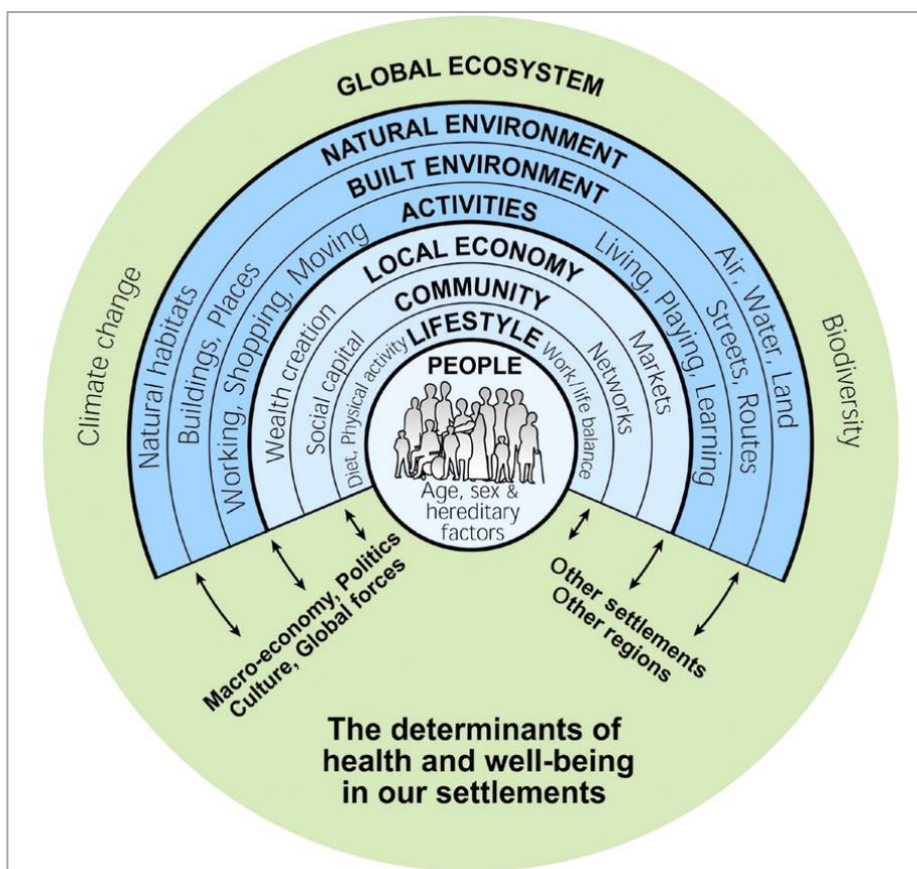 GLOBAL ECOSYSTEM
NATURAL ENVIRONMENT
BUILT ENVIRONMENT
ACTIVITIES
LOCAL ECONOMY
COMMUNITY
LIFESTYLE
PEOPLE
Age, sex &
hereditary
factors
Climate change
Natural habitats
Buildings, Places
Working, Shopping, Moving
Wealth creation
Social capital
Diet, Physical activity
Work/life balance
Networks
Markets
Living, Playing, Learning
Streets, Routes
Air, Water, Land
Biodiversity
Macro-economy, Politics
Culture, Global forces
Other settlements
Other regions
The determinants of
health and well-being
in our settlements